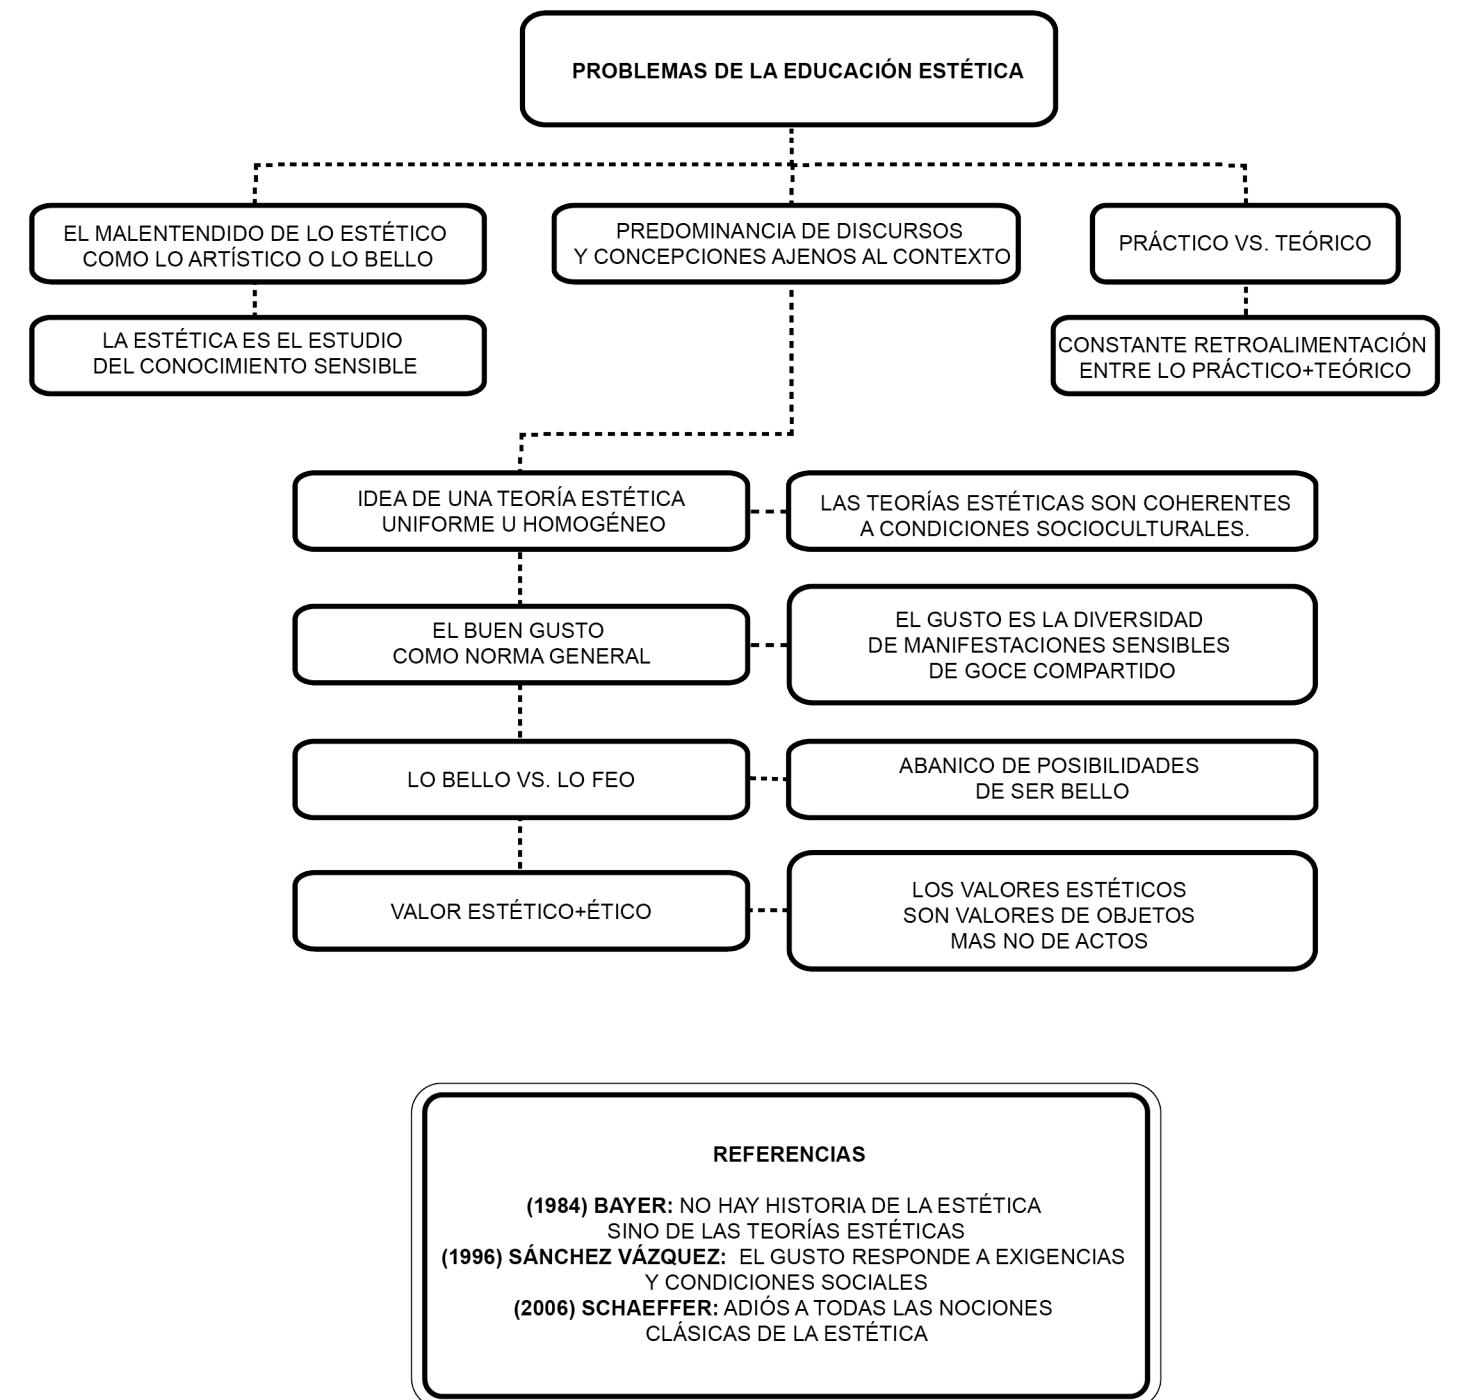 PROBLEMAS DE LA EDUCACIÓN ESTÉTICA
EL MALENTENDIDO DE LO ESTÉTICO
COMO LO ARTÍSTICO O LO BELLO
PREDOMINANCIA DE DISCURSOS
Y CONCEPCIONES AJENOS AL CONTEXTO
PRÁCTICO VS. TEÓRICO
LA ESTÉTICA ES EL ESTUDIO
DEL CONOCIMIENTO SENSIBLE
CONSTANTE RETROALIMENTACIÓN
ENTRE LO PRÁCTICO+TEÓRICO
IDEA DE UNA TEORÍA ESTÉTICA
UNIFORME U HOMOGÉNEO
LAS TEORÍAS ESTÉTICAS SON COHERENTES
A CONDICIONES SOCIOCULTURALES.
EL BUEN GUSTO
COMO NORMA GENERAL
EL GUSTO ES LA DIVERSIDAD
DE MANIFESTACIONES SENSIBLES
DE GOCE COMPARTIDO
LO BELLO VS. LO FEO
ABANICO DE POSIBILIDADES
DE SER BELLO
VALOR ESTÉTICO+ÉTICO
LOS VALORES ESTÉTICOS
SON VALORES DE OBJETOS
MAS NO DE ACTOS
REFERENCIAS
(1984) BAYER: NO HAY HISTORIA DE LA ESTÉTICA
SINO DE LAS TEORÍAS ESTÉTICAS
(1996) SÁNCHEZ VÁZQUEZ: EL GUSTO RESPONDE A EXIGENCIAS
Y CONDICIONES SOCIALES
(2006) SCHAEFFER: ADIÓS A TODAS LAS NOCIONES
CLÁSICAS DE LA ESTÉTICA